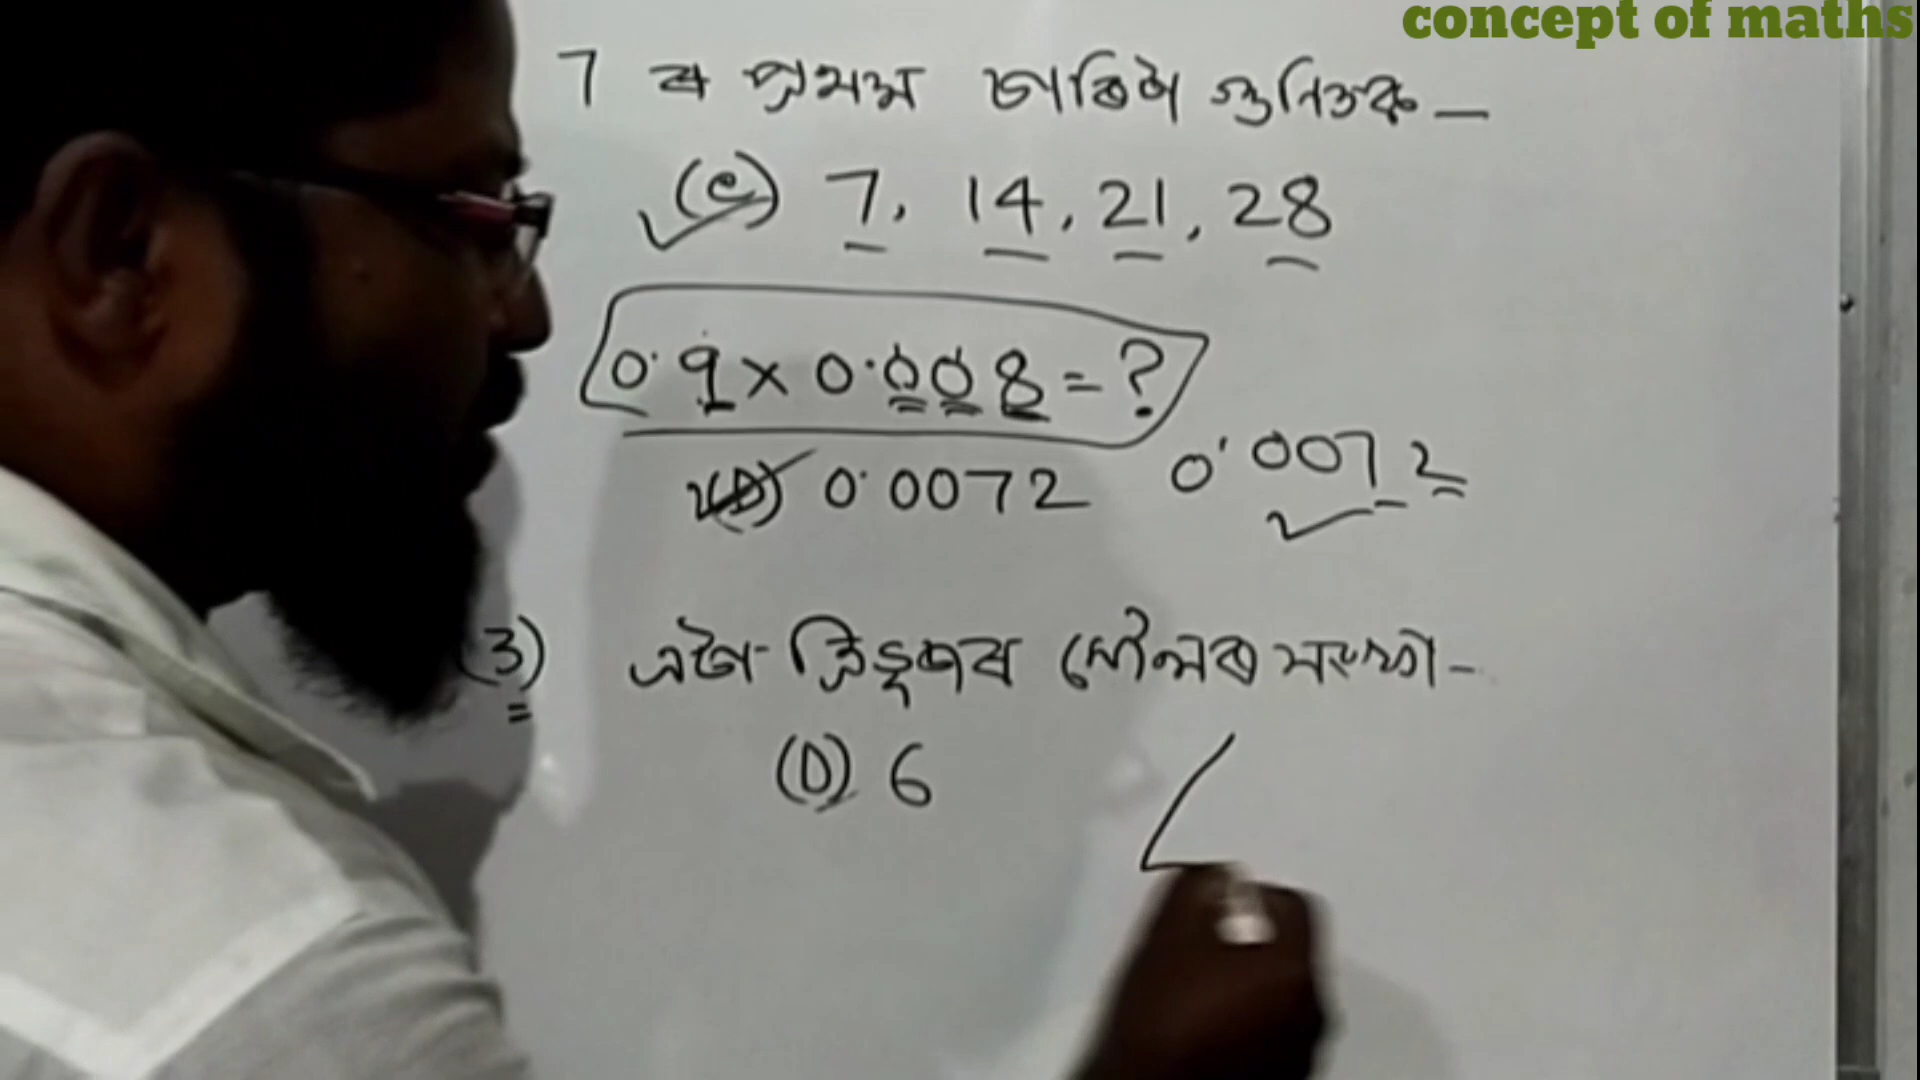 concept of maths
7 ৰ প্ৰথম চাৰিটা গুণিতক –
(c) 7, 14, 21, 28
0.9 x 0.008 = ?
(D) 0.0072 0.0072
(3) এটা ত্ৰিভূজৰ মৌলিক সংখ্যা -
(D) 6